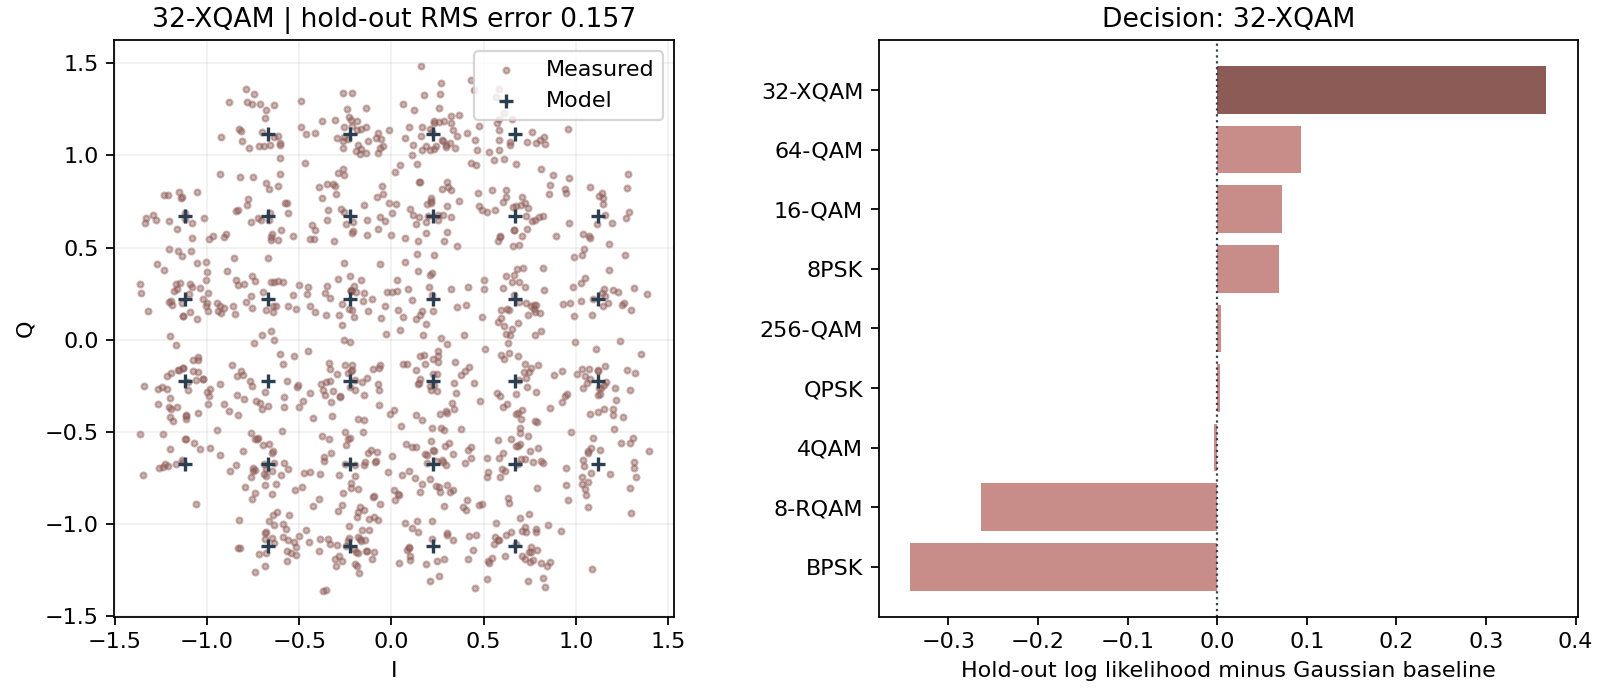 32-XQAM | hold-out RMS error 0.157
Measured
Model
1.5
1.0
0.5
0.0
−0.5
−1.0
−1.5
Q
−1.5 −1.0 −0.5 0.0 0.5 1.0 1.5
I
Decision: 32-XQAM
32-XQAM
64-QAM
16-QAM
8PSK
256-QAM
QPSK
4QAM
8-RQAM
BPSK
−0.3 −0.2 −0.1 0.0 0.1 0.2 0.3 0.4
Hold-out log likelihood minus Gaussian baseline